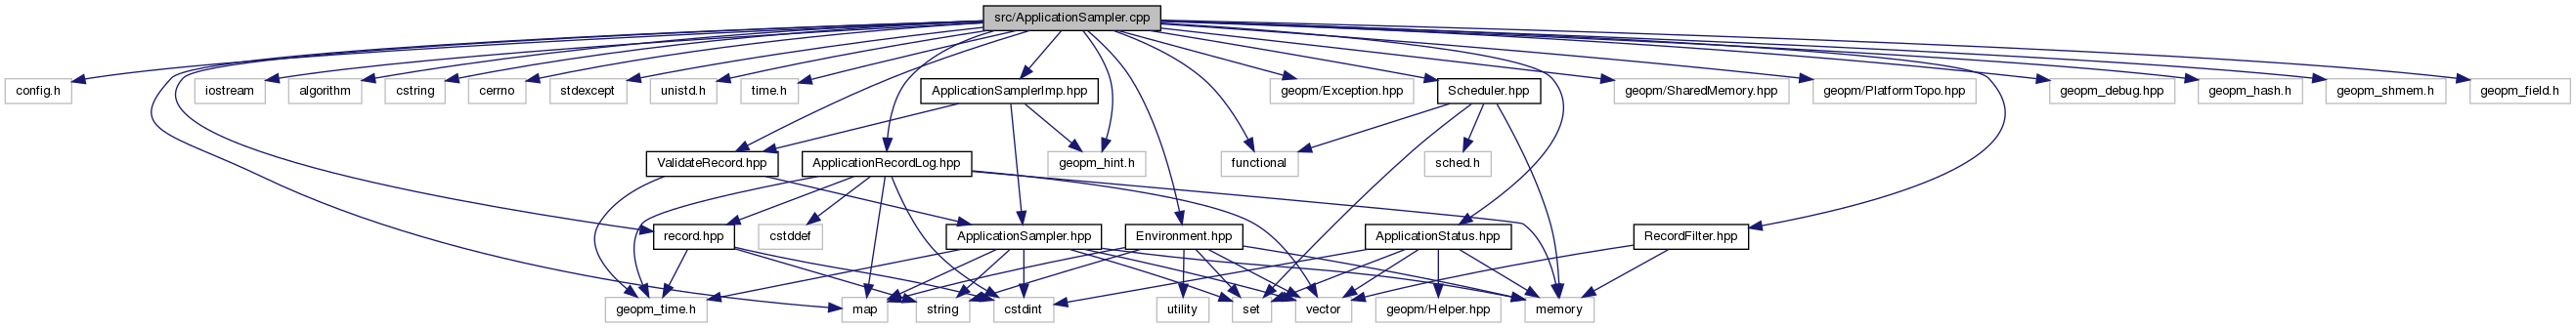 src/ApplicationSampler.cpp
config.h
iostream
algorithm
cstring
cerrno
stdexcept
unistd.h
time.h
ApplicationSamplerImp.hpp
geopm/Exception.hpp
Scheduler.hpp
geopm/SharedMemory.hpp
geopm/PlatformTopo.hpp
geopm_debug.hpp
geopm_hash.h
geopm_shmem.h
geopm_field.h
ValidateRecord.hpp
ApplicationRecordLog.hpp
geopm_hint.h
functional
sched.h
record.hpp
cstddef
ApplicationSampler.hpp
Environment.hpp
ApplicationStatus.hpp
RecordFilter.hpp
geopm_time.h
map
string
cstdint
utility
set
vector
geopm/Helper.hpp
memory